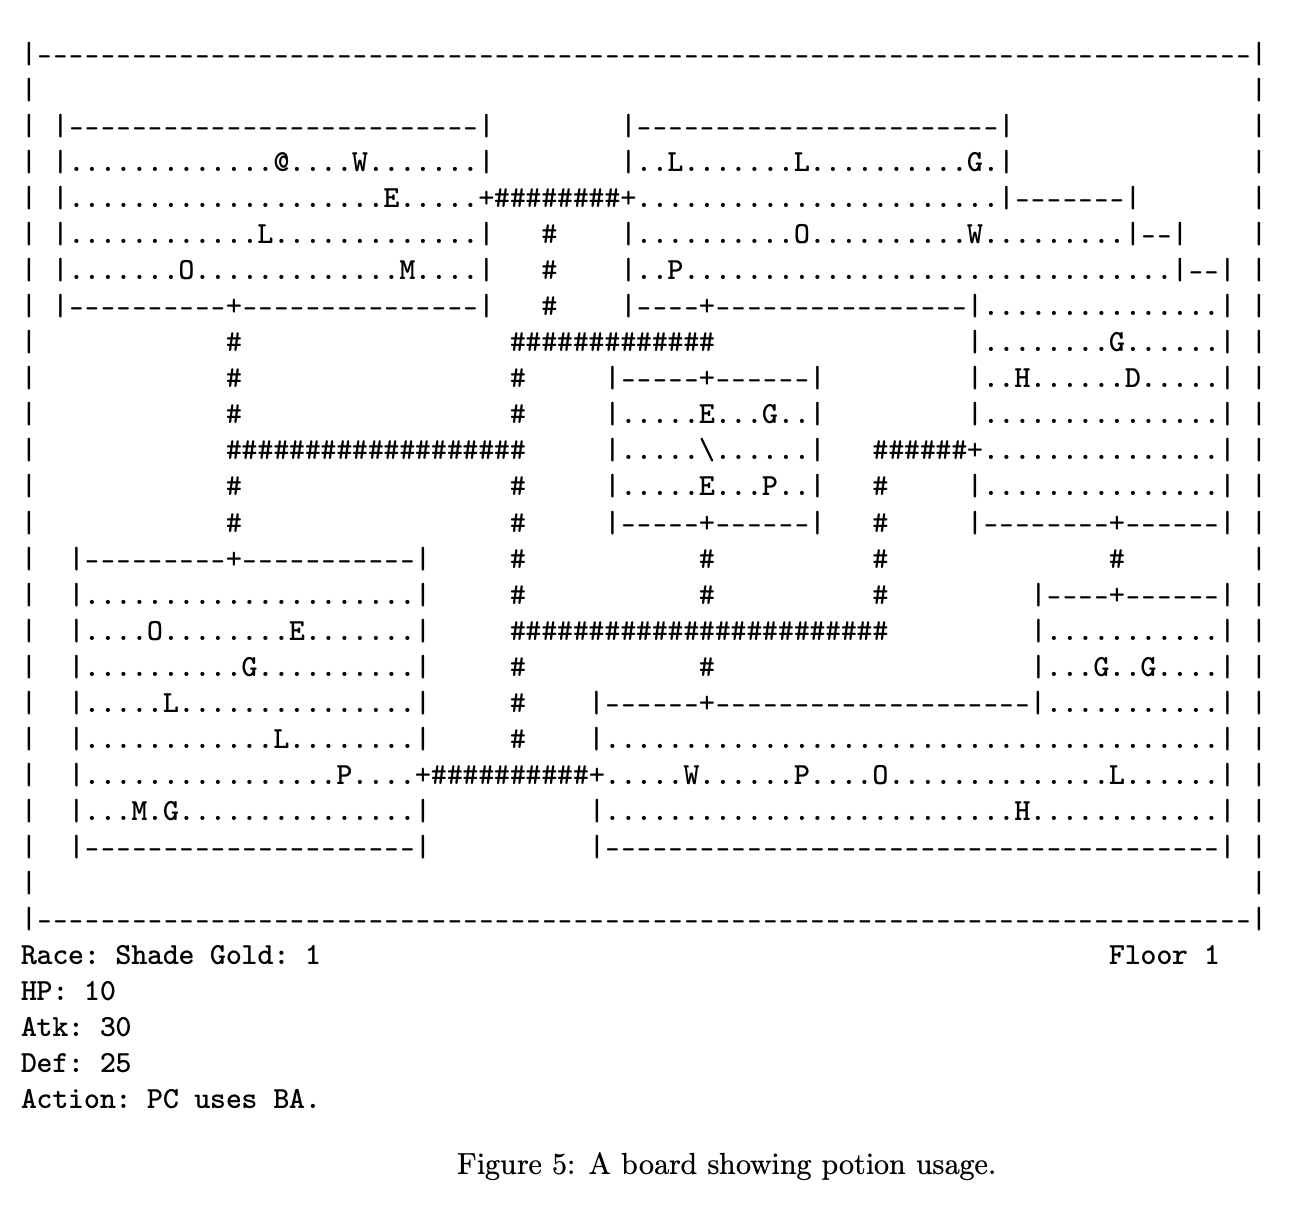 |-----------------------------------------------------------------------------|
|                                                                             |
| |--------------------------|        |-----------------------|               |
| |.............@....W.......|        |..L.......L..........G.|               |
| |....................E.....+########+.......................|-------|       |
| |............L.............|   #    |..........O..........W.........|--|    |
| |.......O.............M....|   #    |..P...............................|--| |
| |----------+---------------|   #    |----+----------------|...............| |
|            #                 #############                |........G......| |
|            #                 #     |-----+------|         |..H......D.....| |
|            #                 #     |.....E...G..|         |...............| |
|            ###################     |.....\......|   ######+...............| |
|            #                 #     |.....E...P..|   #     |...............| |
|            #                 #     |-----+------|   #     |--------+------| |
|  |---------+-----------|     #           #          #              #        |
|  |.....................|     #           #          #         |----+------| |
|  |....O........E.......|     ########################         |...........| |
|  |..........G..........|     #           #                    |...G..G....| |
|  |.....L...............|     #    |------+--------------------|...........| |
|  |............L........|     #    |.......................................| |
|  |................P....+##########+.....W......P....O..............L......| |
|  |...M.G...............|          |..........................H............| |
|  |---------------------|          |---------------------------------------| |
|                                                                             |
|-----------------------------------------------------------------------------|
Race: Shade Gold: 1                                                  Floor 1
HP: 10
Atk: 30
Def: 25
Action: PC uses BA.
Figure 5: A board showing potion usage.